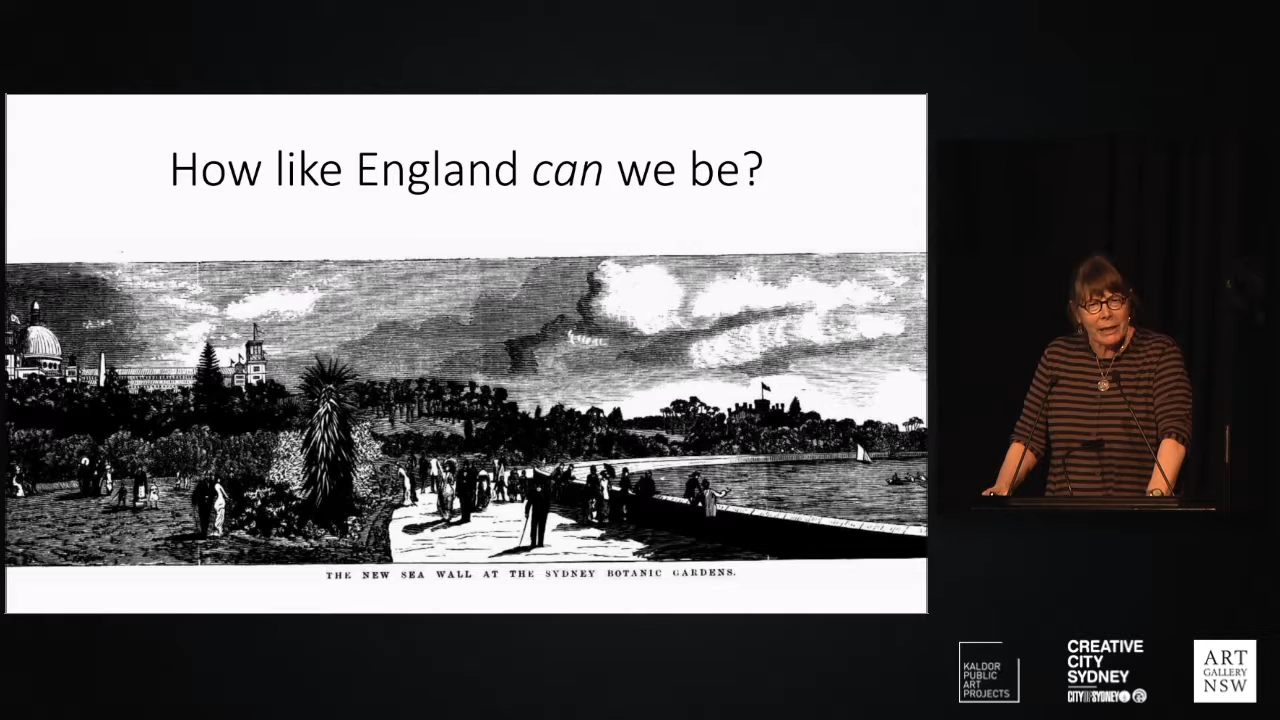 How like England can we be?
THE NEW SEA WALL AT THE SYDNEY BOTANIC GARDENS.
KALDOR
PUBLIC
ART
PROJECTS
CREATIVE
CITY
SYDNEY
CITY OF SYDNEY
ART
GALLERY
NSW